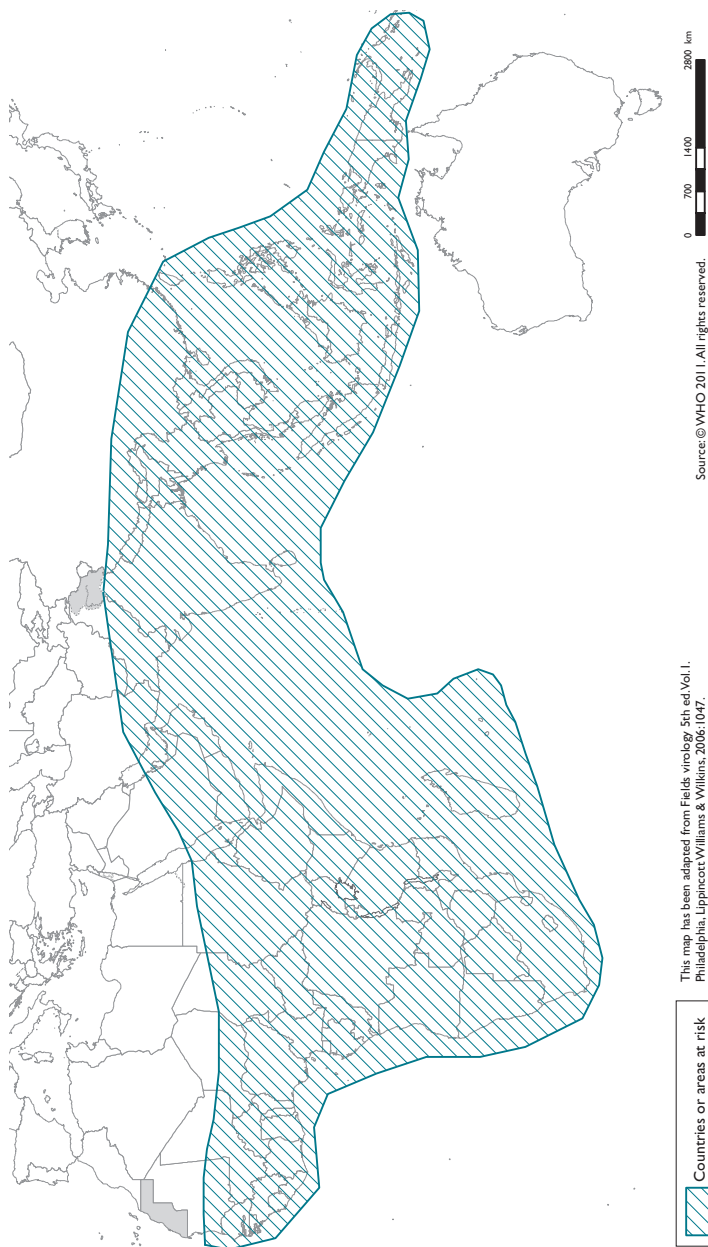 Countries or areas at risk
This map has been adapted from Fields virology 5th ed. Vol. 1.
Philadelphia, Lippincott Williams & Wilkins, 2006:1047.
0 700 1400 2800 km
Source: © WHO 2011. All rights reserved.